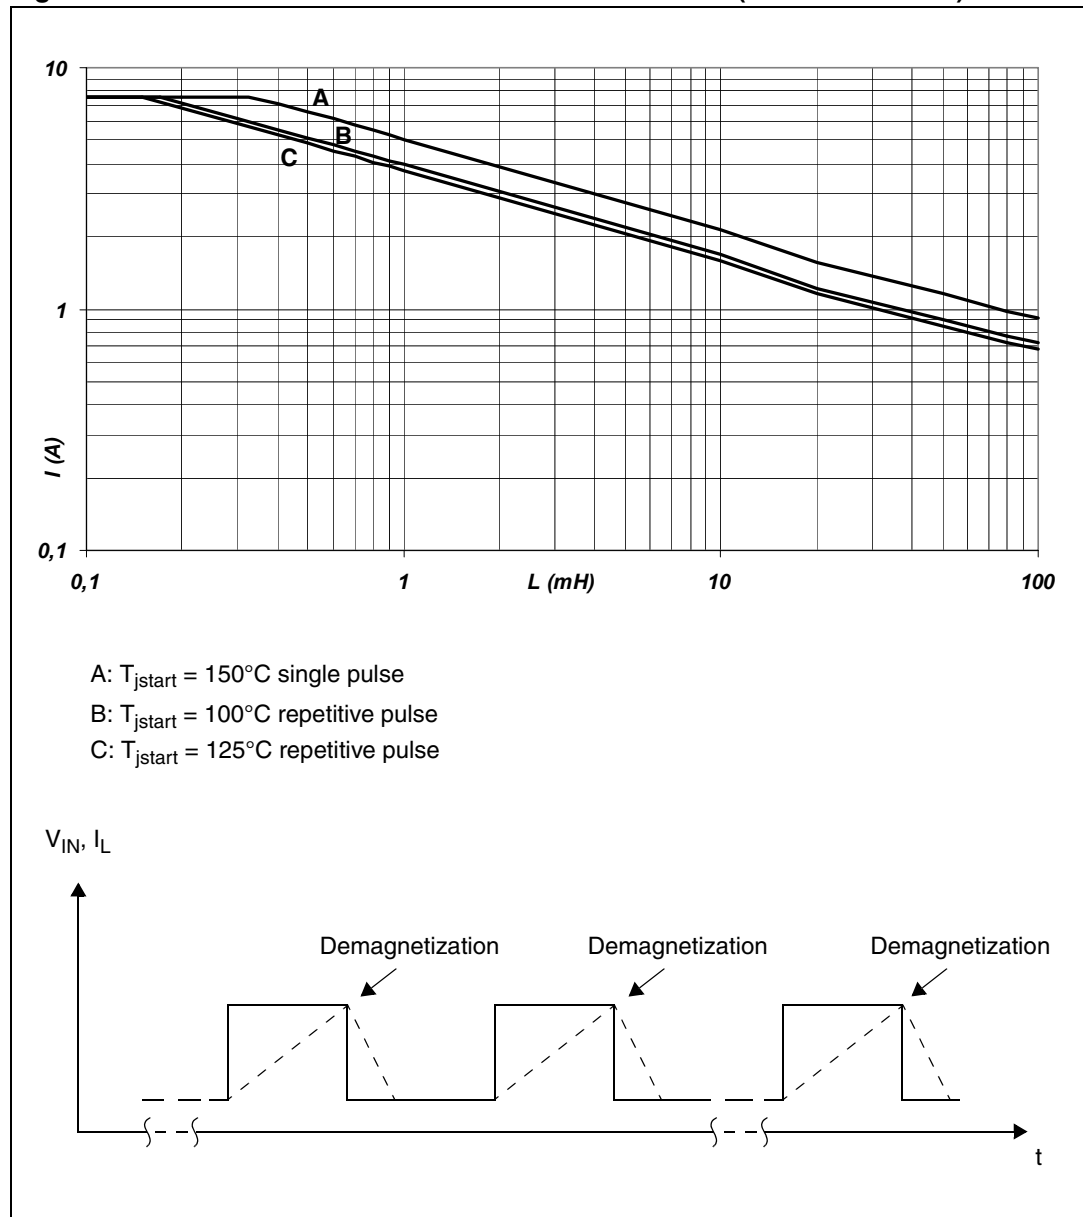 10
A
B
C
1
I (A)
0,1
0,1 1 L (mH) 10 100
A: Tjstart = 150°C single pulse
B: Tjstart = 100°C repetitive pulse
C: Tjstart = 125°C repetitive pulse
VIN, IL
Demagnetization Demagnetization Demagnetization
t